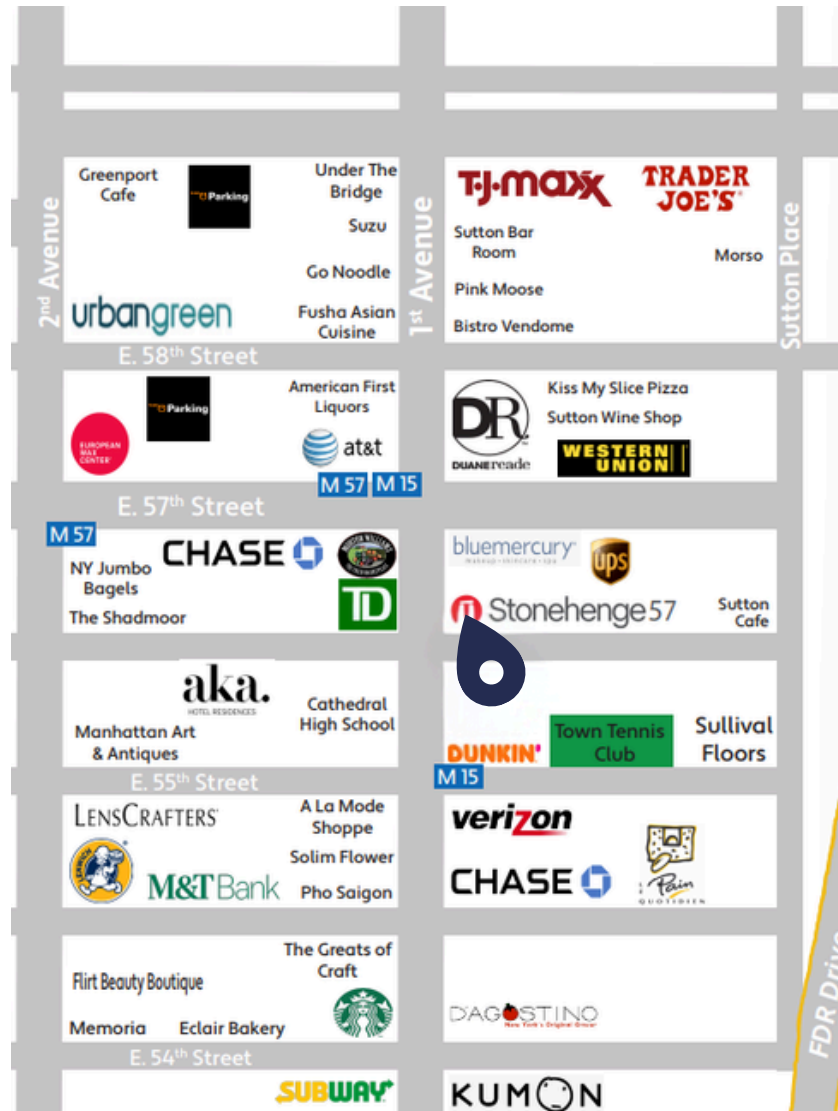 Greenport
Cafe
Parking
Under The
Bridge
Suzu
Go Noodle
urbangreen
Fusha Asian
Cuisine
2nd Avenue
1st Avenue
T.J.maxx
TRADER
JOE'S
Sutton Bar
Room
Morso
Pink Moose
Bistro Vendome
Sutton Place
E. 58th Street
EUROPEAN
WAX
CENTER
Parking
American First
Liquors
at&t
M 57
M 15
DR
DUANEreade
Kiss My Slice Pizza
Sutton Wine Shop
WESTERN
UNION
E. 57th Street
M 57
NY Jumbo
Bagels
The Shadmoor
CHASE
TD
bluemercury
makeup·skincare·spa
ups
Stonehenge57
Sutton
Cafe
aka.
HOTEL RESIDENCES
Manhattan Art
& Antiques
Cathedral
High School
DUNKIN'
Town Tennis
Club
Sullival
Floors
E. 55th Street
M 15
LENSCRAFTERS
M&T Bank
A La Mode
Shoppe
Solim Flower
Pho Saigon
verizon
CHASE
Pain
QUOTIDIEN
Flirt Beauty Boutique
The Greats of
Craft
Memoria
Eclair Bakery
D'AGOSTINO
New York's Original Grocer
FDR Drive
E. 54th Street
SUBWAY
KUMON